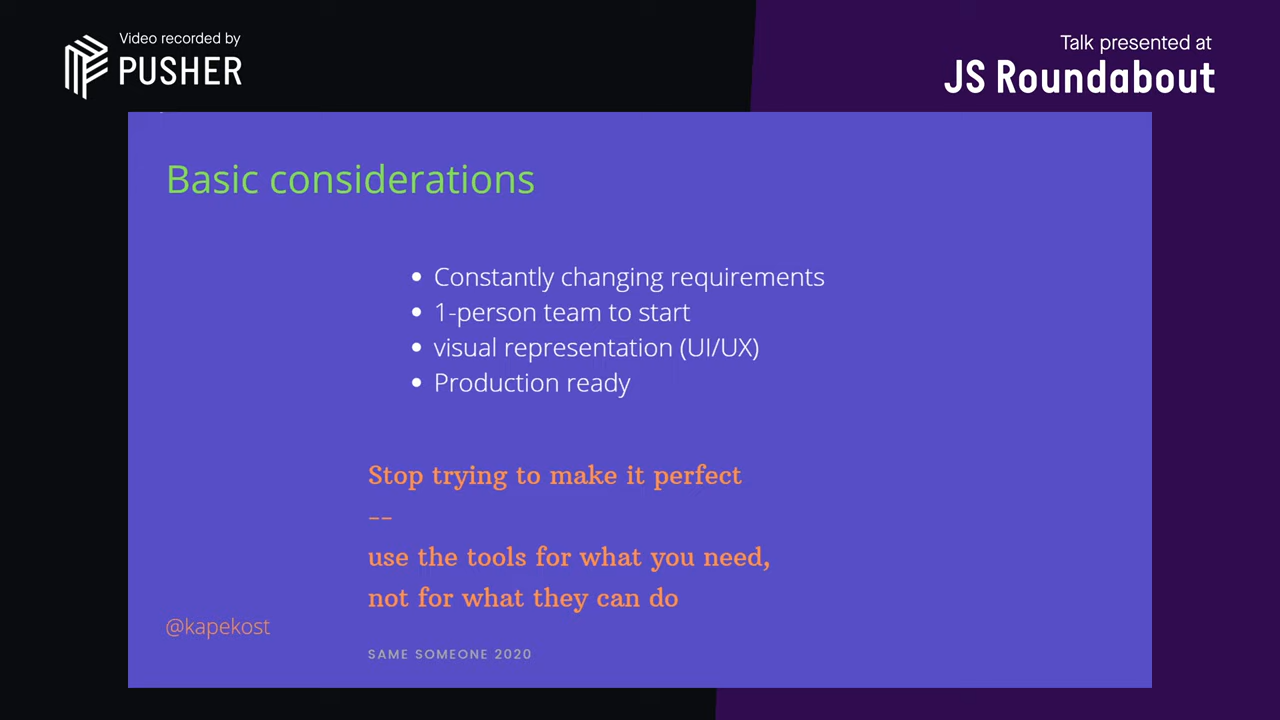 Video recorded by
PUSHER
Talk presented at
JS Roundabout
Basic considerations
• Constantly changing requirements
• 1-person team to start
• visual representation (UI/UX)
• Production ready
Stop trying to make it perfect
--
use the tools for what you need,
not for what they can do
@kapekost
SAME SOMEONE 2020